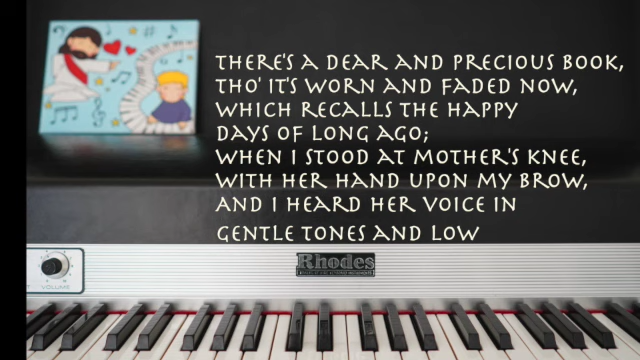 THERE'S A DEAR AND PRECIOUS BOOK,
THO' IT'S WORN AND FADED NOW,
WHICH RECALLS THE HAPPY
DAYS OF LONG AGO;
WHEN I STOOD AT MOTHER'S KNEE,
WITH HER HAND UPON MY BROW,
AND I HEARD HER VOICE IN
GENTLE TONES AND LOW
Rhodes
VOLUME